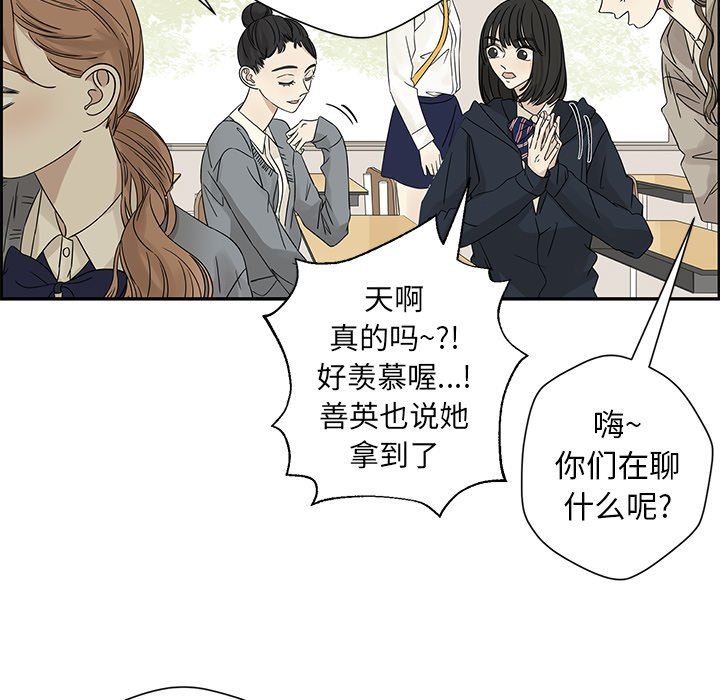 天啊
真的吗~?!
好羡慕喔...!
善英也说她
拿到了
嗨~
你们在聊
什么呢?